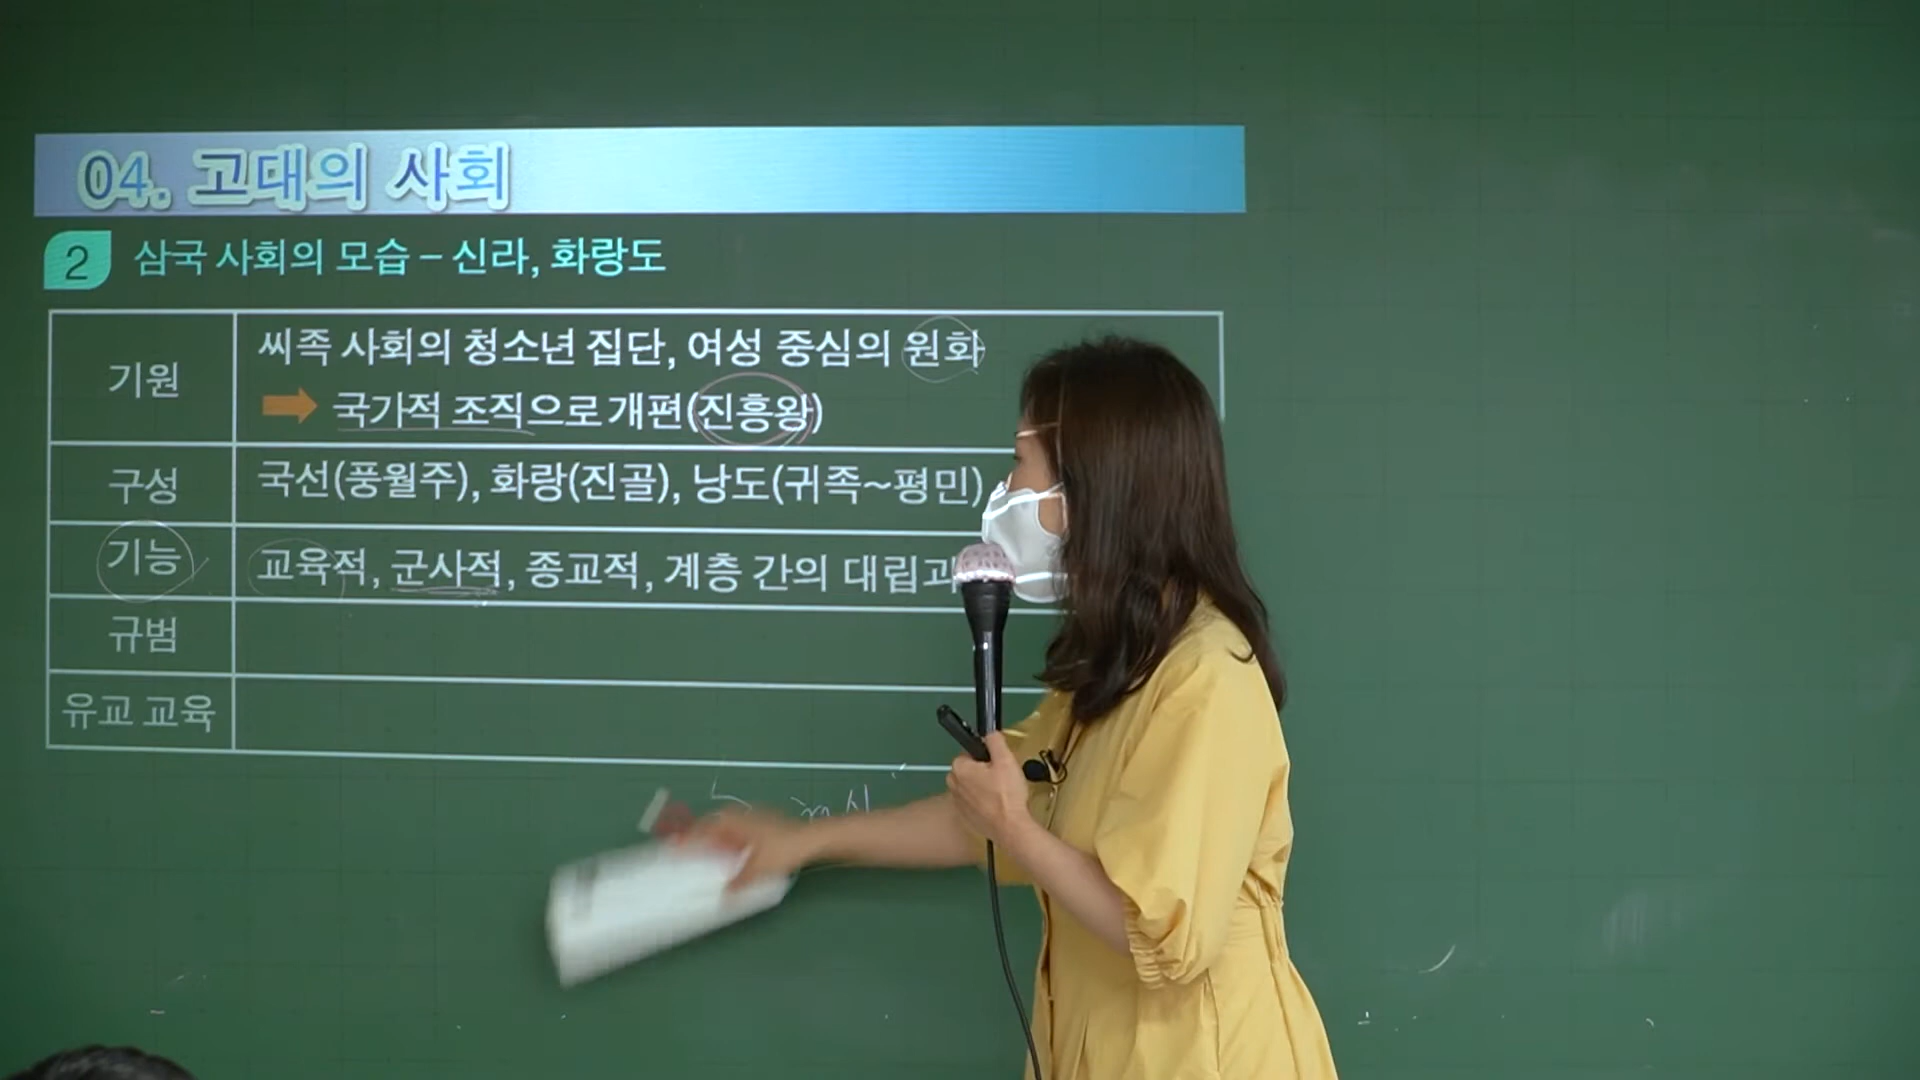 04. 고대의 사회
2 삼국 사회의 모습 – 신라, 화랑도
기원
씨족 사회의 청소년 집단, 여성 중심의 원화
➡ 국가적 조직으로 개편(진흥왕)
구성
국선(풍월주), 화랑(진골), 낭도(귀족~평민)
기능
교육적, 군사적, 종교적, 계층 간의 대립과
규범
유교 교육